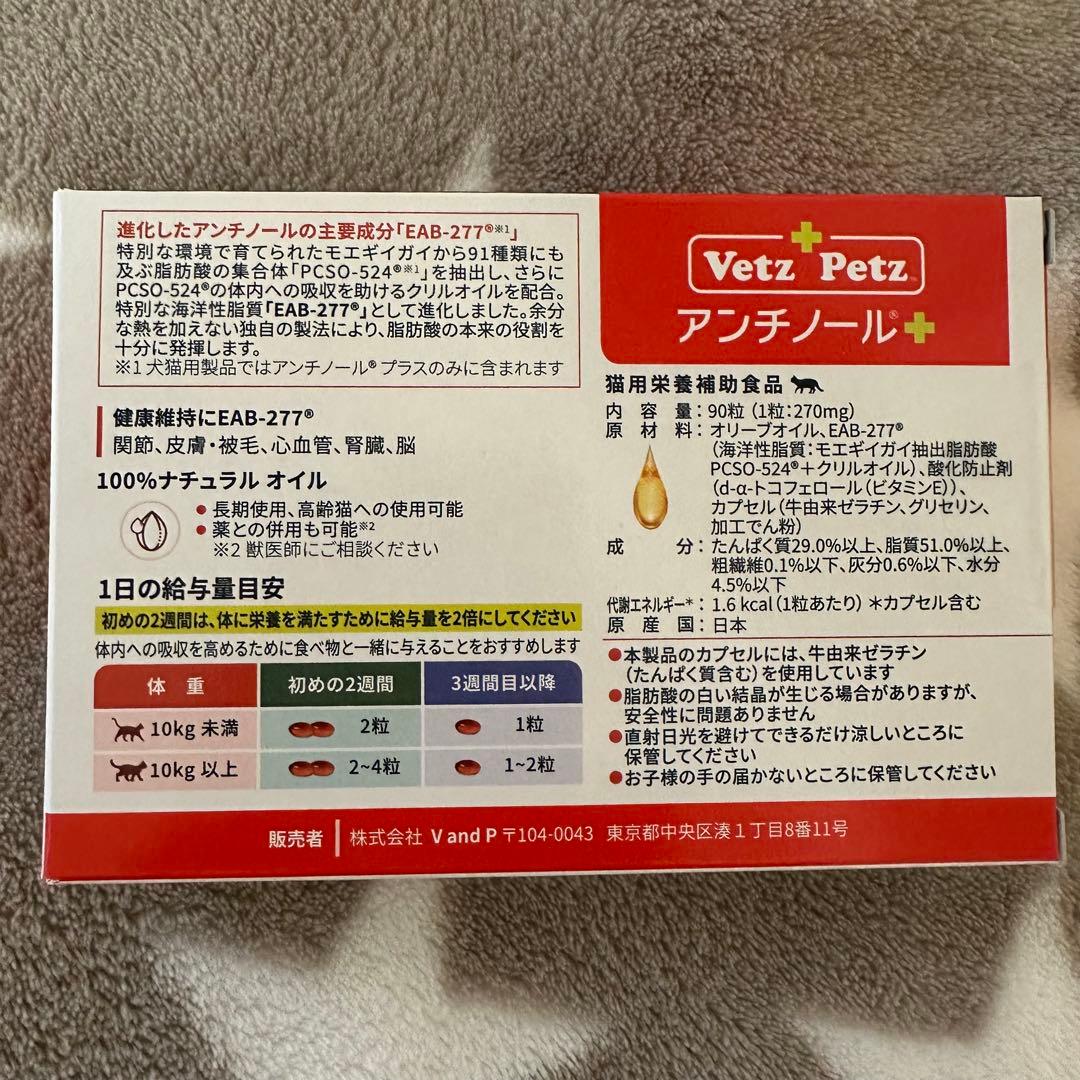 進化したアンチノールの主要成分「EAB-277®※1」
特別な環境で育てられたモエギイガイから91種類にも
及ぶ脂肪酸の集合体「PCSO-524®※1」を抽出し、さらに
PCSO-524®の体内への吸収を助けるクリルオイルを配合。
特別な海洋性脂質「EAB-277®」として進化しました。余分
な熱を加えない独自の製法により、脂肪酸の本来の役割を
十分に発揮します。
※1 犬猫用製品ではアンチノール® プラスのみに含まれます
健康維持にEAB-277®
関節、皮膚・被毛、心血管、腎臓、脳
100%ナチュラル オイル
●長期使用、高齢猫への使用可能
●薬との併用も可能※2
※2 獣医師にご相談ください
1日の給与量目安
初めの2週間は、体に栄養を満たすために給与量を2倍にしてください
体内への吸収を高めるために食べ物と一緒に与えることをおすすめします
体 重 初めの2週間 3週間目以降
10kg 未満 2粒 1粒
10kg 以上 2~4粒 1~2粒
Vetz Petz™
アンチノール®+
猫用栄養補助食品
内容量：90粒（1粒：270mg）
原材料：オリーブオイル、EAB-277®
（海洋性脂質：モエギイガイ抽出脂肪酸
PCSO-524®＋クリルオイル）、酸化防止剤
（d-α-トコフェロール（ビタミンE））、
カプセル（牛由来ゼラチン、グリセリン、
加工でん粉）
成分：たんぱく質29.0%以上、脂質51.0%以上、
粗繊維0.1%以下、灰分0.6%以下、水分
4.5%以下
代謝エネルギー*：1.6 kcal（1粒あたり）＊カプセル含む
原産国：日本
●本製品のカプセルには、牛由来ゼラチン
（たんぱく質含む）を使用しています
●脂肪酸の白い結晶が生じる場合がありますが、
安全性に問題ありません
●直射日光を避けてできるだけ涼しいところに
保管してください
●お子様の手の届かないところに保管してください
販売者 株式会社 V and P 〒104-0043 東京都中央区湊1丁目8番11号